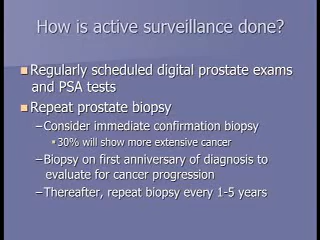 How is active surveillance done?
Regularly scheduled digital prostate exams
and PSA tests
Repeat prostate biopsy
–Consider immediate confirmation biopsy
30% will show more extensive cancer
–Biopsy on first anniversary of diagnosis to
evaluate for cancer progression
–Thereafter, repeat biopsy every 1-5 years